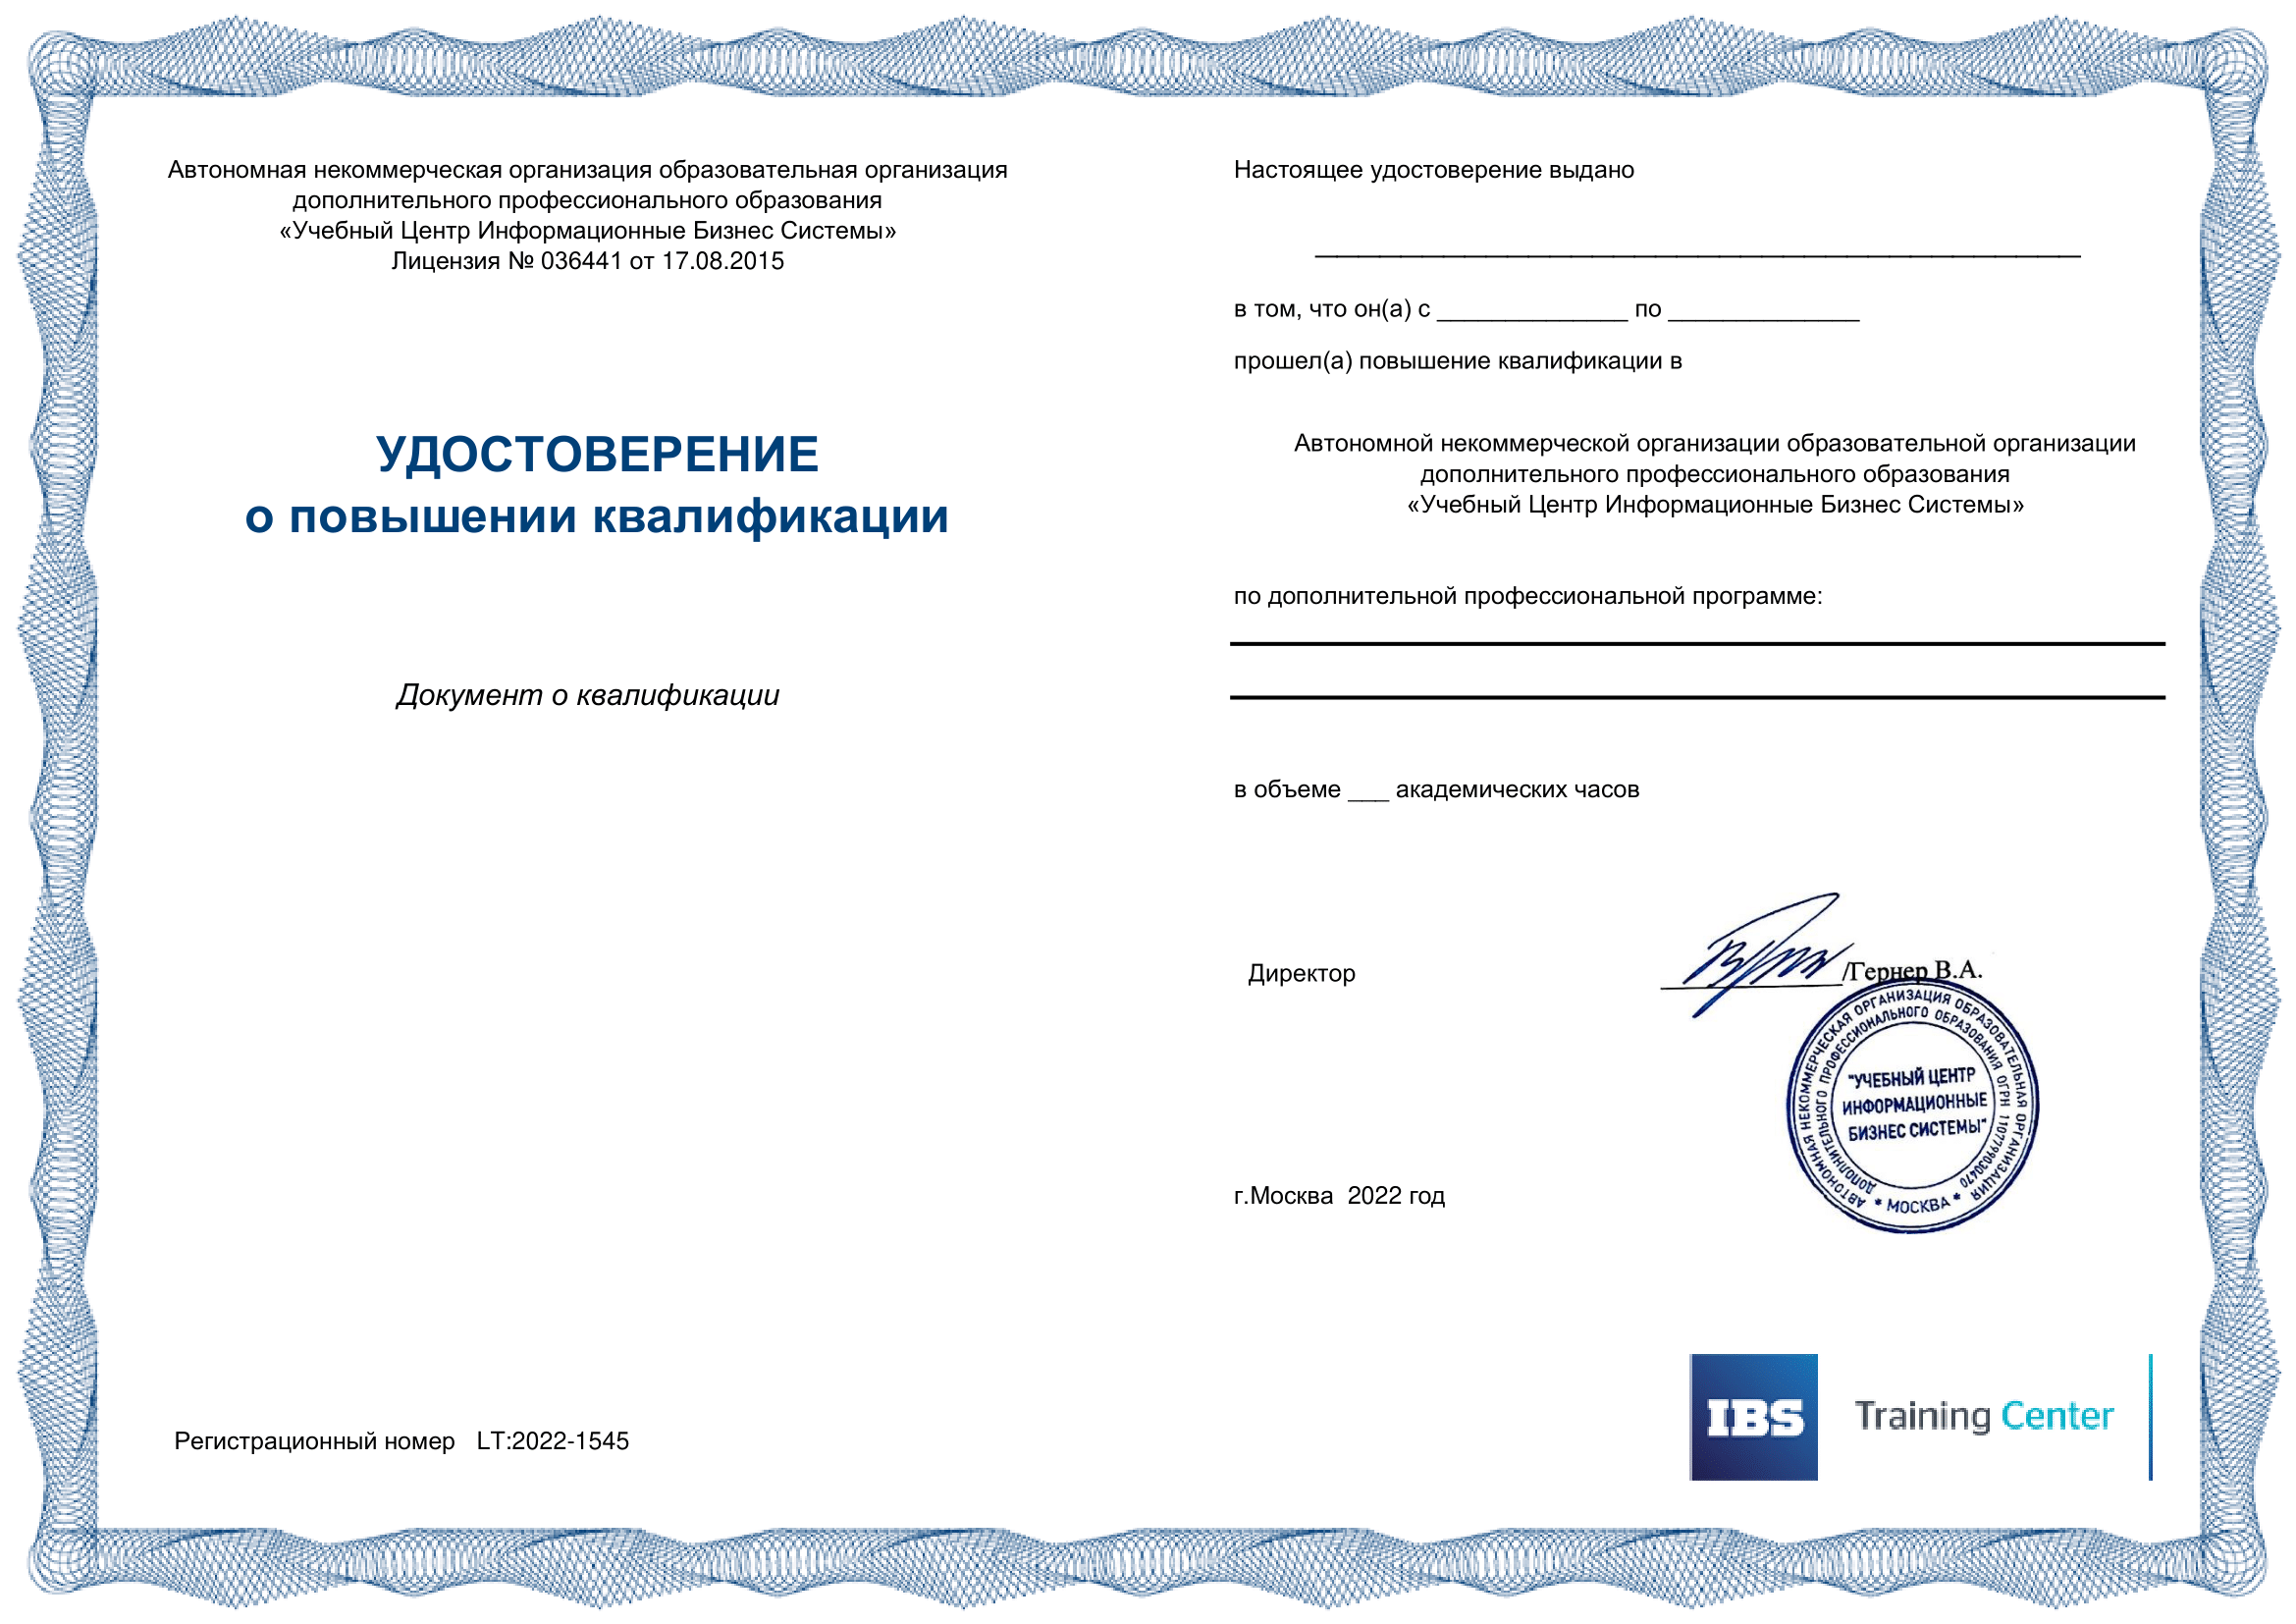 Автономная некоммерческая организация образовательная организация
дополнительного профессионального образования
«Учебный Центр Информационные Бизнес Системы»
Лицензия № 036441 от 17.08.2015
УДОСТОВЕРЕНИЕ
о повышении квалификации
Документ о квалификации
Регистрационный номер LT:2022-1545
Настоящее удостоверение выдано
в том, что он(а) с ______________ по ______________
прошел(а) повышение квалификации в
Автономной некоммерческой организации образовательной организации
дополнительного профессионального образования
«Учебный Центр Информационные Бизнес Системы»
по дополнительной профессиональной программе:
в объеме ___ академических часов
Директор
/Гернер В.А.
АВТОНОМНАЯ НЕКОММЕРЧЕСКАЯ ОРГАНИЗАЦИЯ ОБРАЗОВАТЕЛЬНАЯ ОРГАНИЗАЦИЯ
ДОПОЛНИТЕЛЬНОГО ПРОФЕССИОНАЛЬНОГО ОБРАЗОВАНИЯ ОГРН
"УЧЕБНЫЙ ЦЕНТР
ИНФОРМАЦИОННЫЕ
БИЗНЕС СИСТЕМЫ"
* МОСКВА *
г.Москва 2022 год
IBS
Training Center